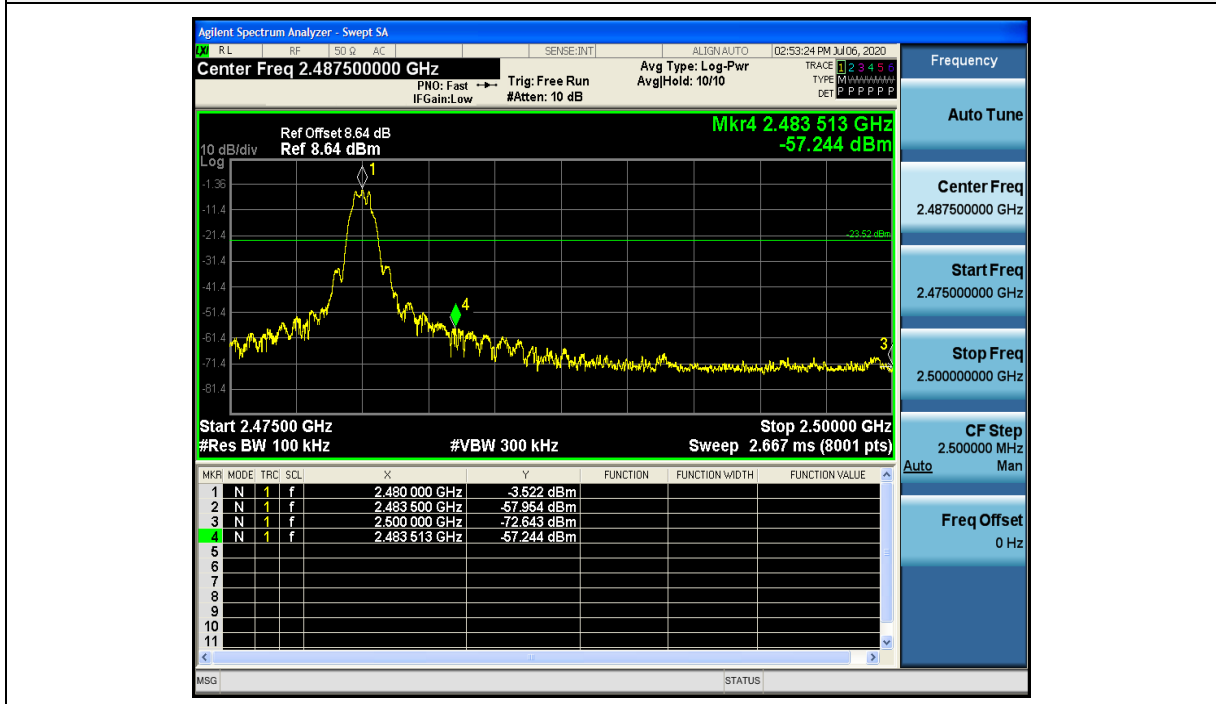 Agilent Spectrum Analyzer - Swept SA
LXI RL RF 50 Ω AC SENSE:INT ALIGN AUTO 02:53:24 PM Jul 06, 2020
Center Freq 2.487500000 GHz
PNO: Fast
IFGain:Low
Trig: Free Run
#Atten: 10 dB
Avg Type: Log-Pwr
Avg|Hold: 10/10
TRACE 1 2 3 4 5 6
TYPE M
DET P P P P P P
Mkr4 2.483 513 GHz
-57.244 dBm
Ref Offset 8.64 dB
10 dB/div Ref 8.64 dBm
Log
1
-1.36
-11.4
-21.4
-23.52 dBm
-31.4
-41.4
4
-51.4
-61.4
3
-71.4
-81.4
Start 2.47500 GHz Stop 2.50000 GHz
#Res BW 100 kHz #VBW 300 kHz Sweep 2.667 ms (8001 pts)
MKR MODE TRC SCL X Y FUNCTION FUNCTION WIDTH FUNCTION VALUE
1 N 1 f 2.480 000 GHz -3.522 dBm
2 N 1 f 2.483 500 GHz -57.954 dBm
3 N 1 f 2.500 000 GHz -72.643 dBm
4 N 1 f 2.483 513 GHz -57.244 dBm
5
6
7
8
9
10
11
MSG STATUS
Frequency
Auto Tune
Center Freq
2.487500000 GHz
Start Freq
2.475000000 GHz
Stop Freq
2.500000000 GHz
CF Step
2.500000 MHz
Auto Man
Freq Offset
0 Hz